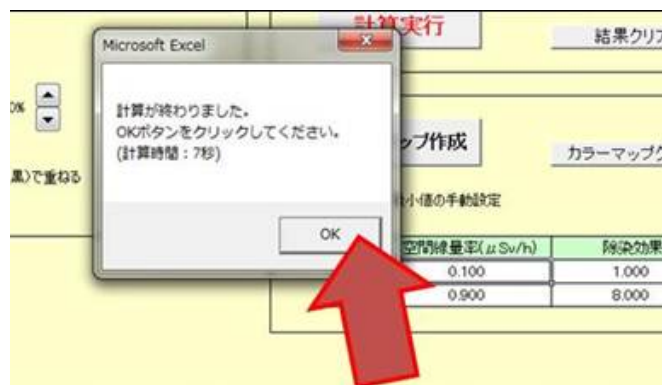 計算実行
結果クリア
Microsoft Excel
0%
計算が終わりました。
OKボタンをクリックしてください。
(計算時間:7秒)
ップ作成
カラーマップク
黒)で重ねる
小値の手動設定
OK
空間線量率(μSv/h)
除染効果
0.100
1.000
0.900
8.000